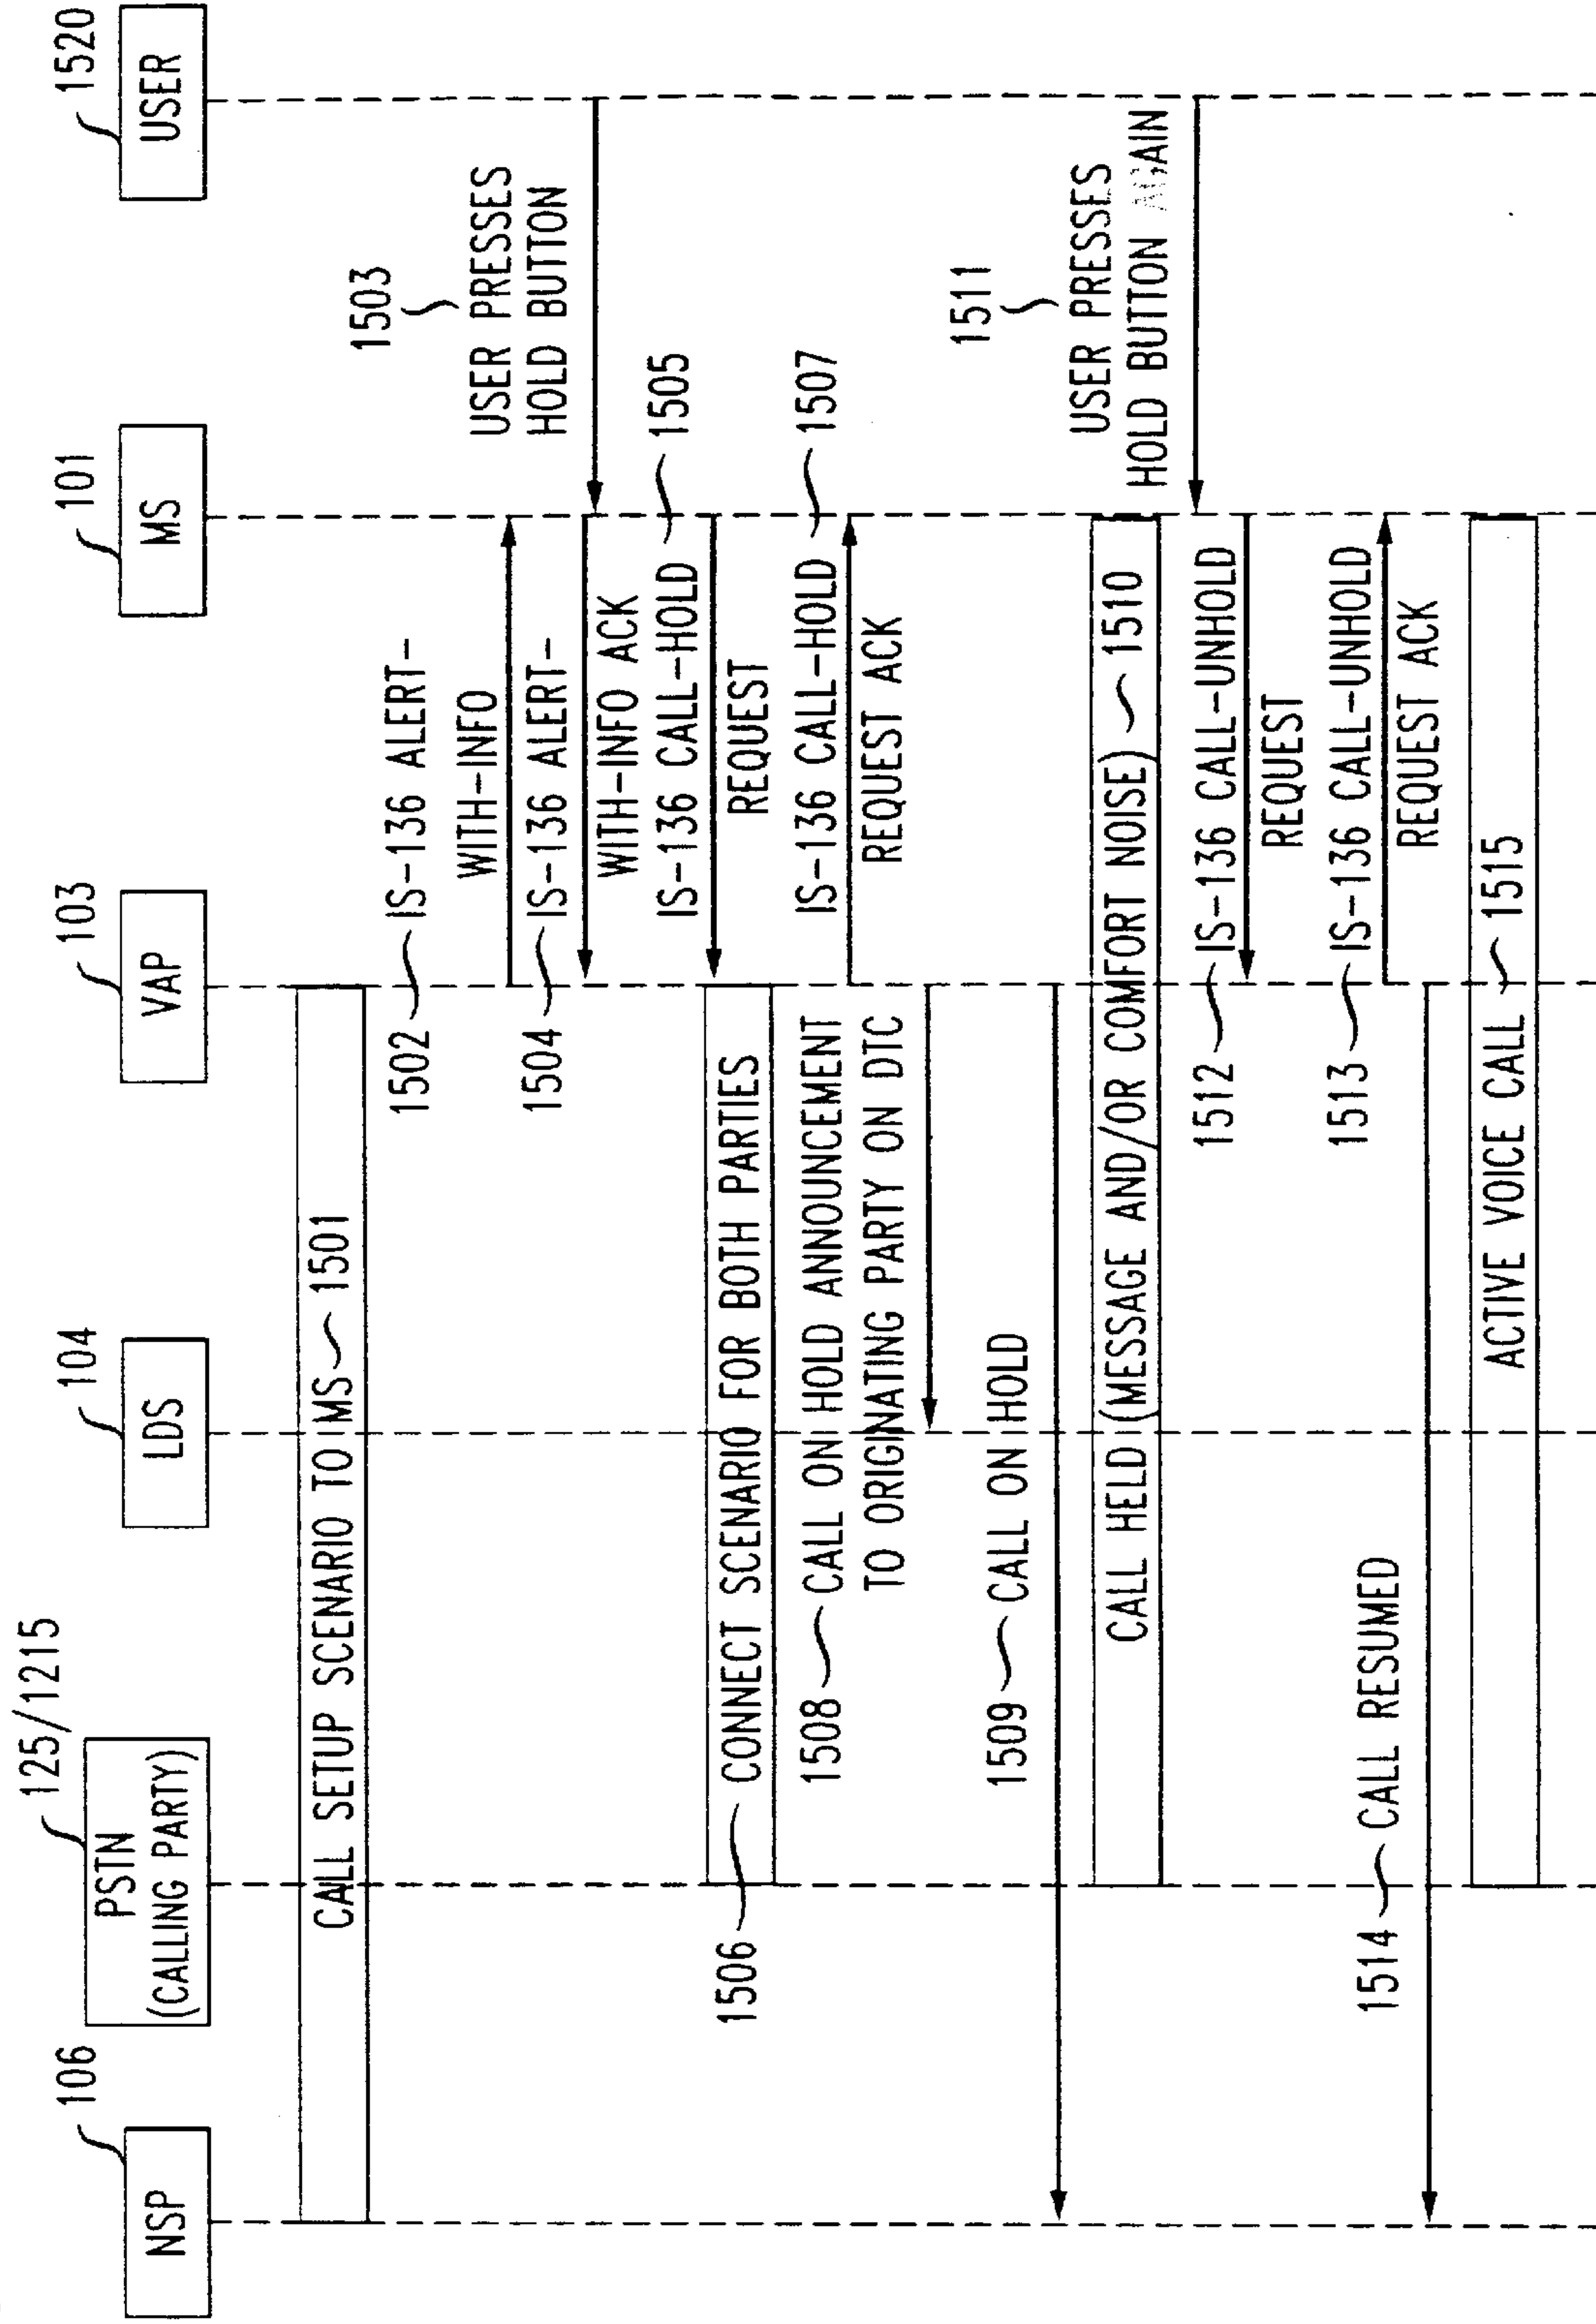 106
NSP
125/1215
PSTN
(CALLING PARTY)
104
LDS
103
VAP
101
MS
1520
USER
CALL SETUP SCENARIO TO MS 1501
1502 IS-136 ALERT-
WITH-INFO
1503
USER PRESSES
HOLD BUTTON
1504 IS-136 ALERT-
WITH-INFO ACK
IS-136 CALL-HOLD 1505
REQUEST
1506 CONNECT SCENARIO FOR BOTH PARTIES
IS-136 CALL-HOLD 1507
REQUEST ACK
1508 CALL ON HOLD ANNOUNCEMENT
TO ORIGINATING PARTY ON DTC
1509 CALL ON HOLD
CALL HELD (MESSAGE AND/OR COMFORT NOISE) 1510
1511
USER PRESSES
HOLD BUTTON AGAIN
1512 IS-136 CALL-UNHOLD
REQUEST
1513 IS-136 CALL-UNHOLD
REQUEST ACK
1514 CALL RESUMED
ACTIVE VOICE CALL 1515